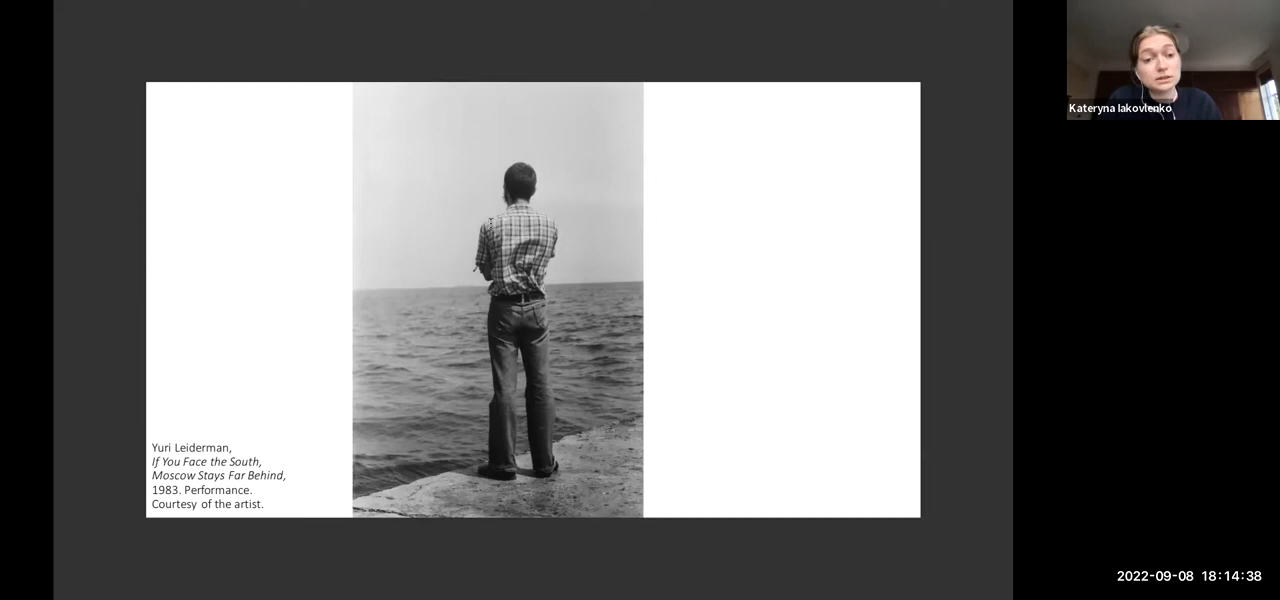 Kateryna Iakovlenko
Yuri Leiderman,
If You Face the South,
Moscow Stays Far Behind,
1983. Performance.
Courtesy of the artist.
2022-09-08 18:14:38